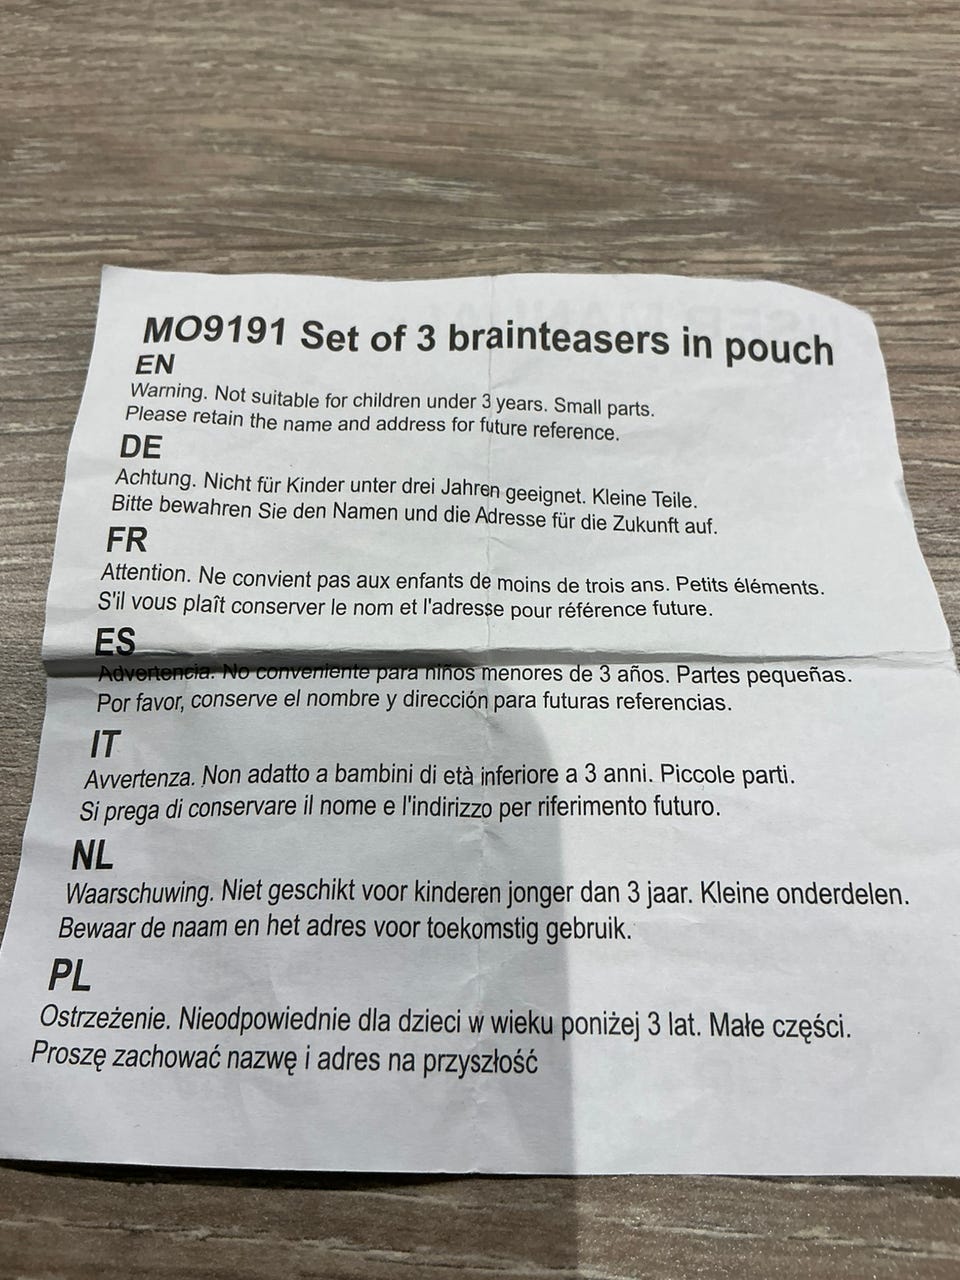 MO9191 Set of 3 brainteasers in pouch
EN
Warning. Not suitable for children under 3 years. Small parts.
Please retain the name and address for future reference.
DE
Achtung. Nicht für Kinder unter drei Jahren geeignet. Kleine Teile.
Bitte bewahren Sie den Namen und die Adresse für die Zukunft auf.
FR
Attention. Ne convient pas aux enfants de moins de trois ans. Petits éléments.
S'il vous plaît conserver le nom et l'adresse pour référence future.
ES
Advertencia. No conveniente para niños menores de 3 años. Partes pequeñas.
Por favor, conserve el nombre y dirección para futuras referencias.
IT
Avvertenza. Non adatto a bambini di età inferiore a 3 anni. Piccole parti.
Si prega di conservare il nome e l'indirizzo per riferimento futuro.
NL
Waarschuwing. Niet geschikt voor kinderen jonger dan 3 jaar. Kleine onderdelen.
Bewaar de naam en het adres voor toekomstig gebruik.
PL
Ostrzeżenie. Nieodpowiednie dla dzieci w wieku poniżej 3 lat. Małe części.
Proszę zachować nazwę i adres na przyszłość